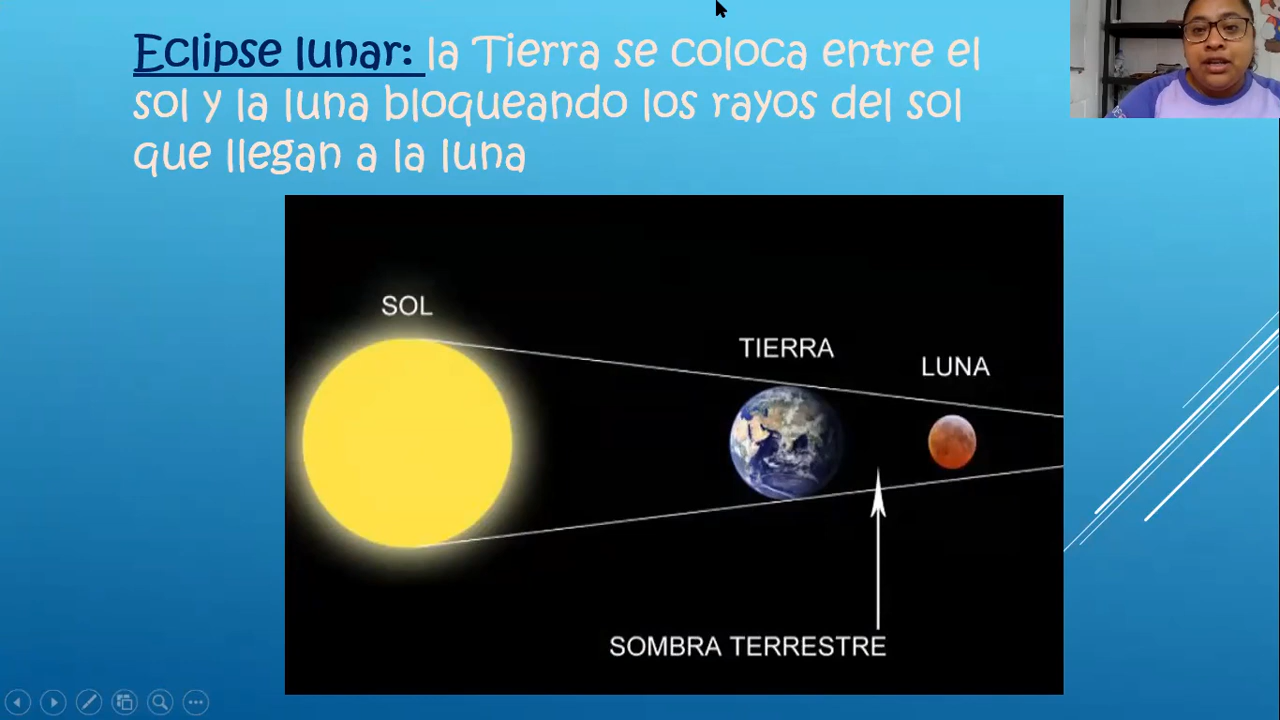 Eclipse lunar: la Tierra se coloca entre el
sol y la luna bloqueando los rayos del sol
que llegan a la luna
SOL
TIERRA
LUNA
SOMBRA TERRESTRE